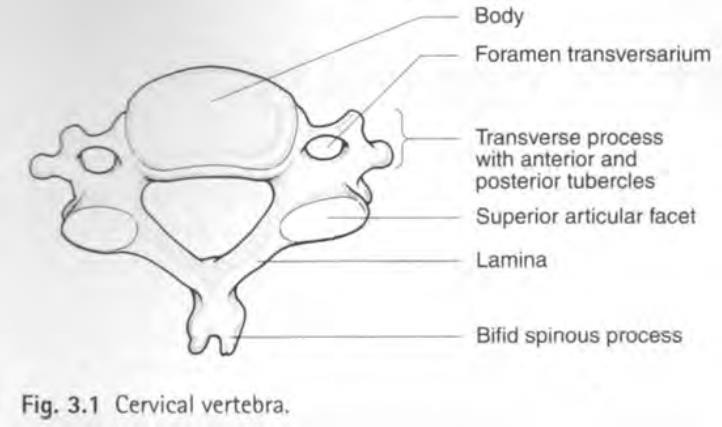 Body
Foramen transversarium
Transverse process
with anterior and
posterior tubercles
Superior articular facet
Lamina
Bifid spinous process
Fig. 3.1 Cervical vertebra.